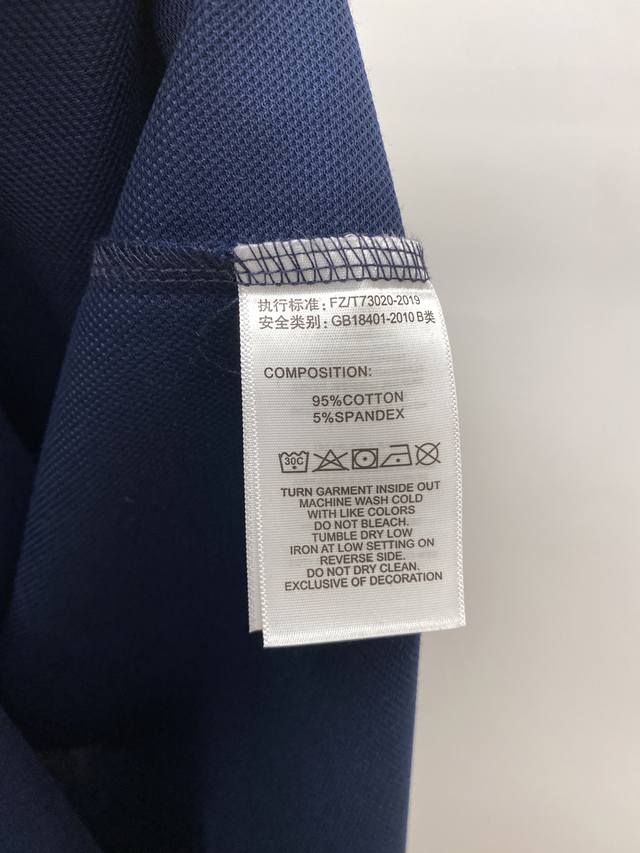 执行标准: FZ/T73020-2019
安全类别: GB18401-2010 B类
COMPOSITION:
95%COTTON
5%SPANDEX
30C
TURN GARMENT INSIDE OUT
MACHINE WASH COLD
WITH LIKE COLORS
DO NOT BLEACH.
TUMBLE DRY LOW
IRON AT LOW SETTING ON
REVERSE SIDE.
DO NOT DRY CLEAN.
EXCLUSIVE OF DECORATION